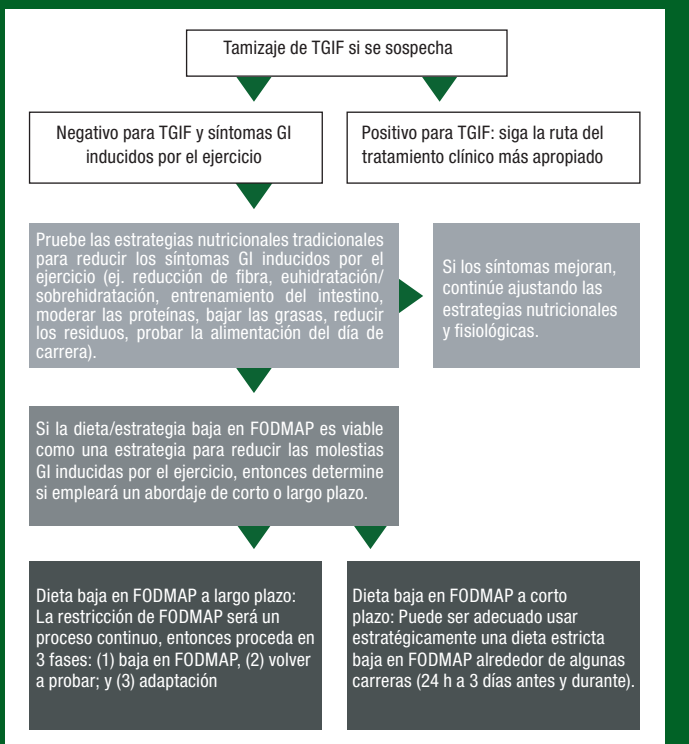 Tamizaje de TGIF si se sospecha
Negativo para TGIF y síntomas GI
inducidos por el ejercicio
Positivo para TGIF: siga la ruta del
tratamiento clínico más apropiado
Pruebe las estrategias nutricionales tradicionales
para reducir los síntomas GI inducidos por el
ejercicio (ej. reducción de fibra, euhidratación/
sobrehidratación, entrenamiento del intestino,
moderar las proteínas, bajar las grasas, reducir
los residuos, probar la alimentación del día de
carrera).
Si los síntomas mejoran,
continúe ajustando las
estrategias nutricionales
y fisiológicas.
Si la dieta/estrategia baja en FODMAP es viable
como una estrategia para reducir las molestias
GI inducidas por el ejercicio, entonces determine
si empleará un abordaje de corto o largo plazo.
Dieta baja en FODMAP a largo plazo:
La restricción de FODMAP será un
proceso continuo, entonces proceda en
3 fases: (1) baja en FODMAP, (2) volver
a probar; y (3) adaptación
Dieta baja en FODMAP a corto
plazo: Puede ser adecuado usar
estratégicamente una dieta estricta
baja en FODMAP alrededor de algunas
carreras (24 h a 3 días antes y durante).